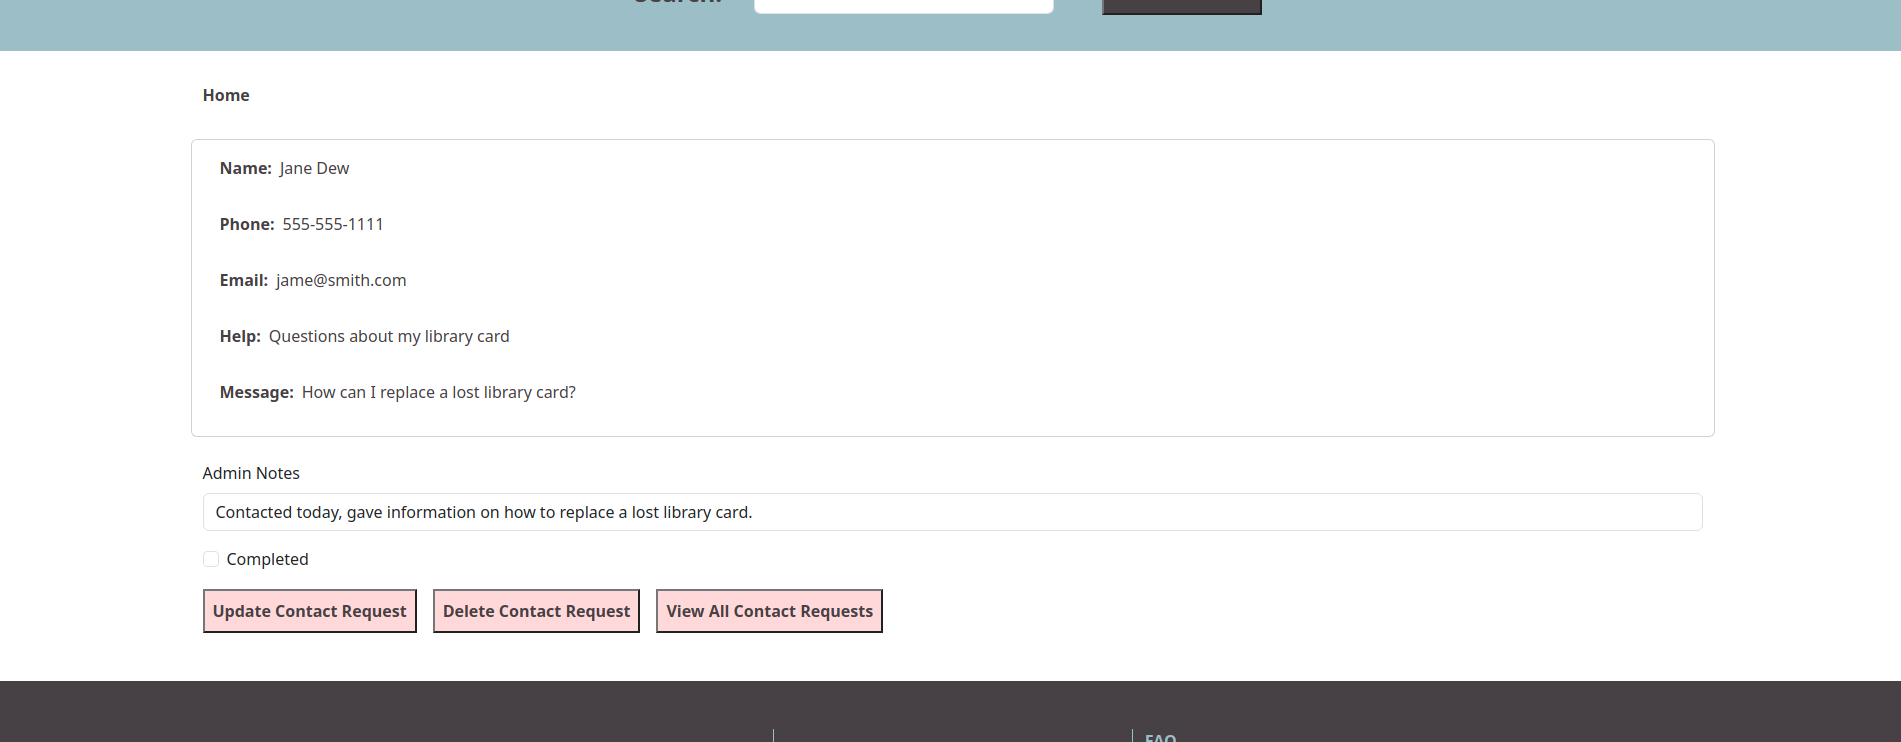 Search:
Home
Name: Jane Dew
Phone: 555-555-1111
Email: jame@smith.com
Help: Questions about my library card
Message: How can I replace a lost library card?
Admin Notes
Contacted today, gave information on how to replace a lost library card.
Completed
Update Contact Request Delete Contact Request View All Contact Requests
FAQ